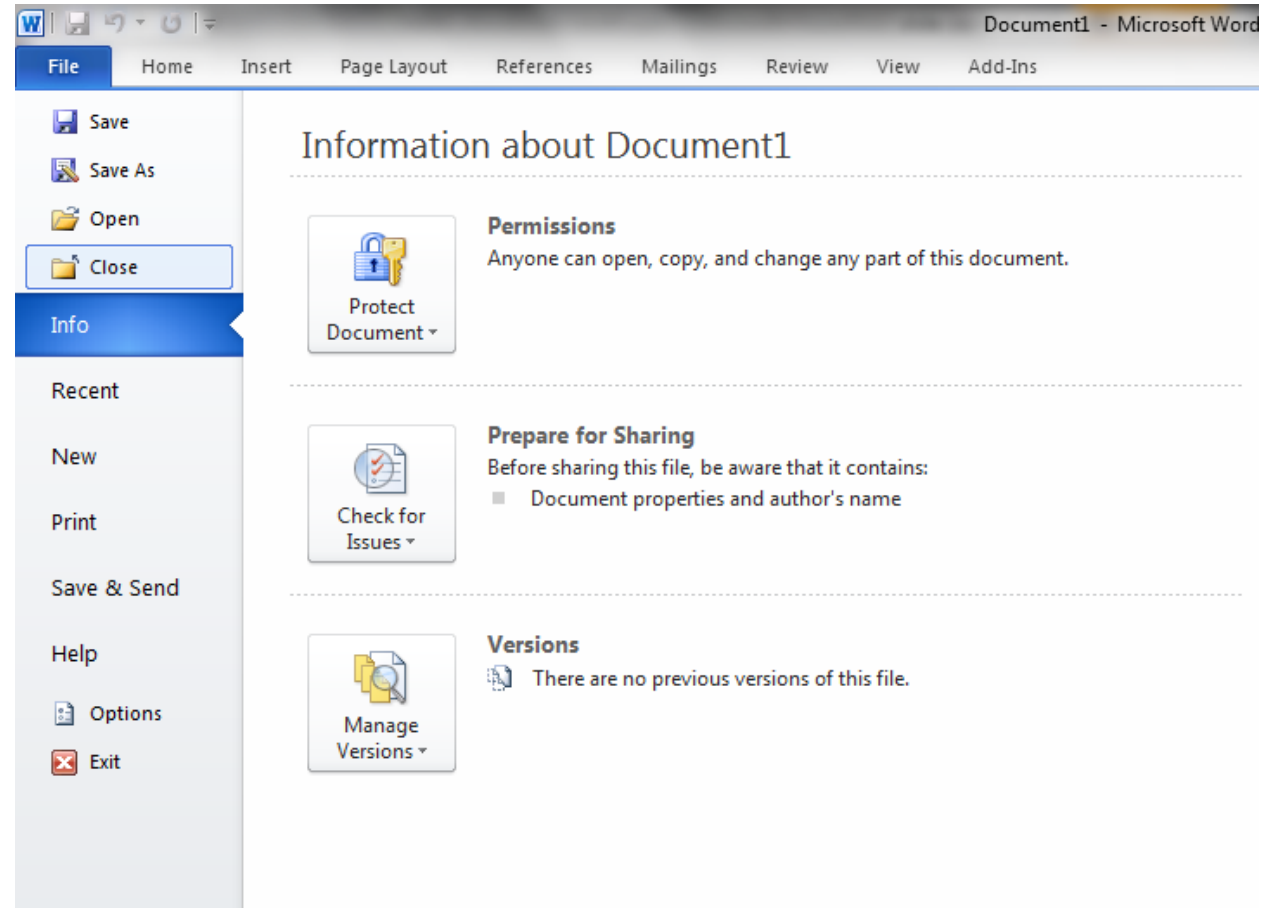 W
Document1 - Microsoft Word
File Home Insert Page Layout References Mailings Review View Add-Ins
Save
Save As
Open
Close
Info
Recent
New
Print
Save & Send
Help
Options
Exit
Information about Document1
Protect
Document
Permissions
Anyone can open, copy, and change any part of this document.
Check for
Issues
Prepare for Sharing
Before sharing this file, be aware that it contains:
Document properties and author's name
Manage
Versions
Versions
There are no previous versions of this file.